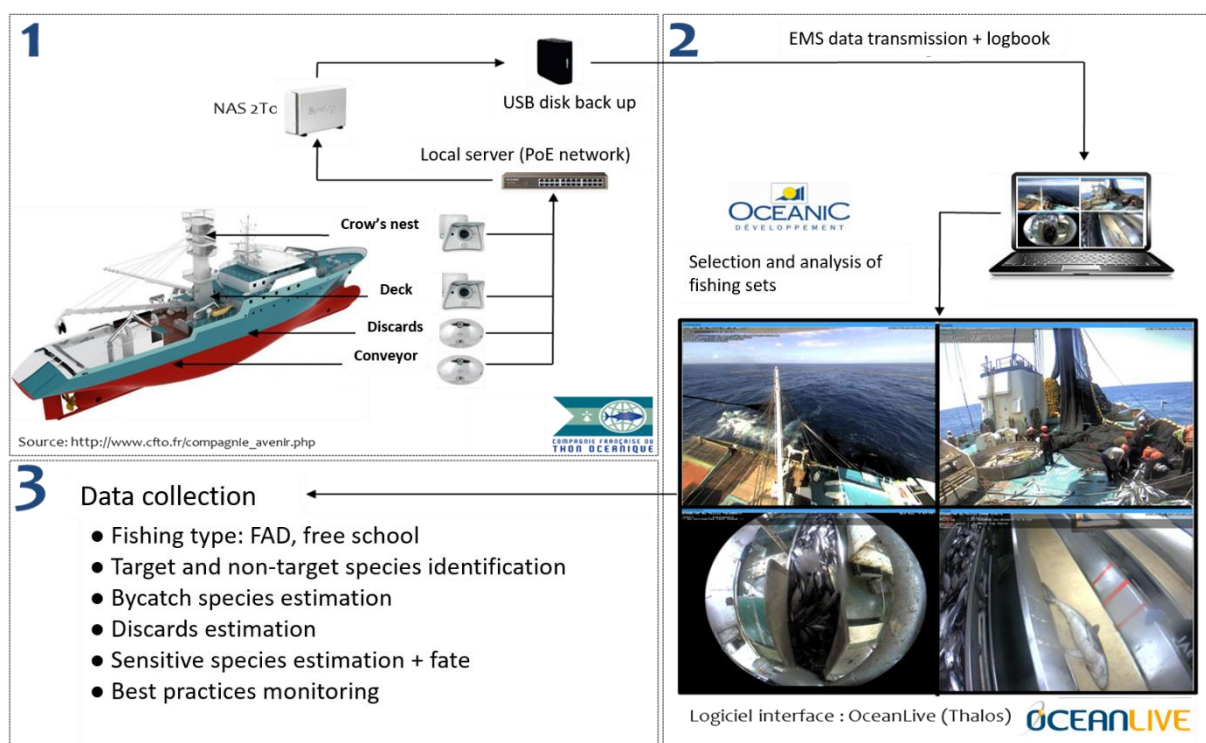 1
NAS 2To
USB disk back up
Local server (PoE network)
Crow's nest
Deck
Discards
Conveyor
Source: http://www.cfto.fr/compagnie_avenir.php
COMPAGNIE FRANÇAISE DU
THON OCEANIQUE
2
EMS data transmission + logbook
OCEANIC
DÉVELOPPEMENT
Selection and analysis of
fishing sets
Logiciel interface : OceanLive (Thalos)
OCEANLIVE
3
Data collection
● Fishing type: FAD, free school
● Target and non-target species identification
● Bycatch species estimation
● Discards estimation
● Sensitive species estimation + fate
● Best practices monitoring